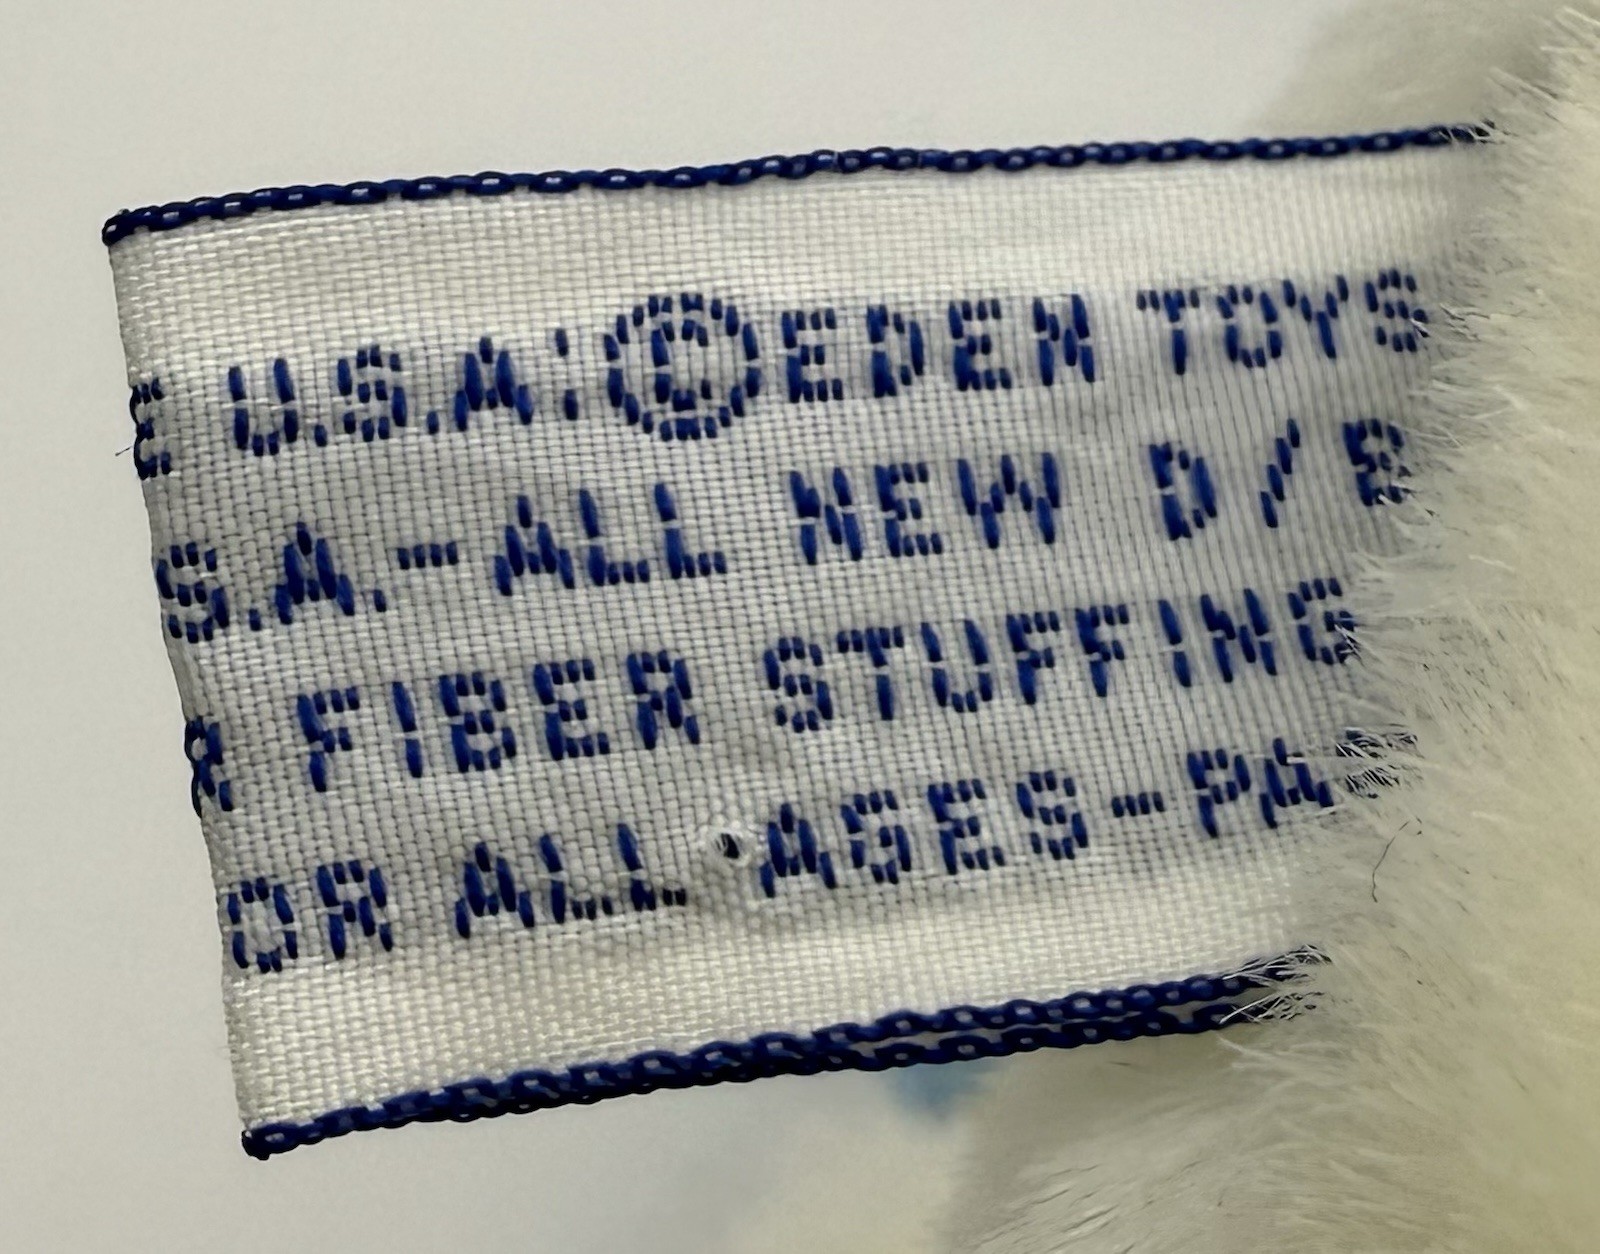 E U.S.A. © EDEN TOYS
S.A.-ALL NEW D/B
R FIBER STUFFING
OR ALL AGES-PA